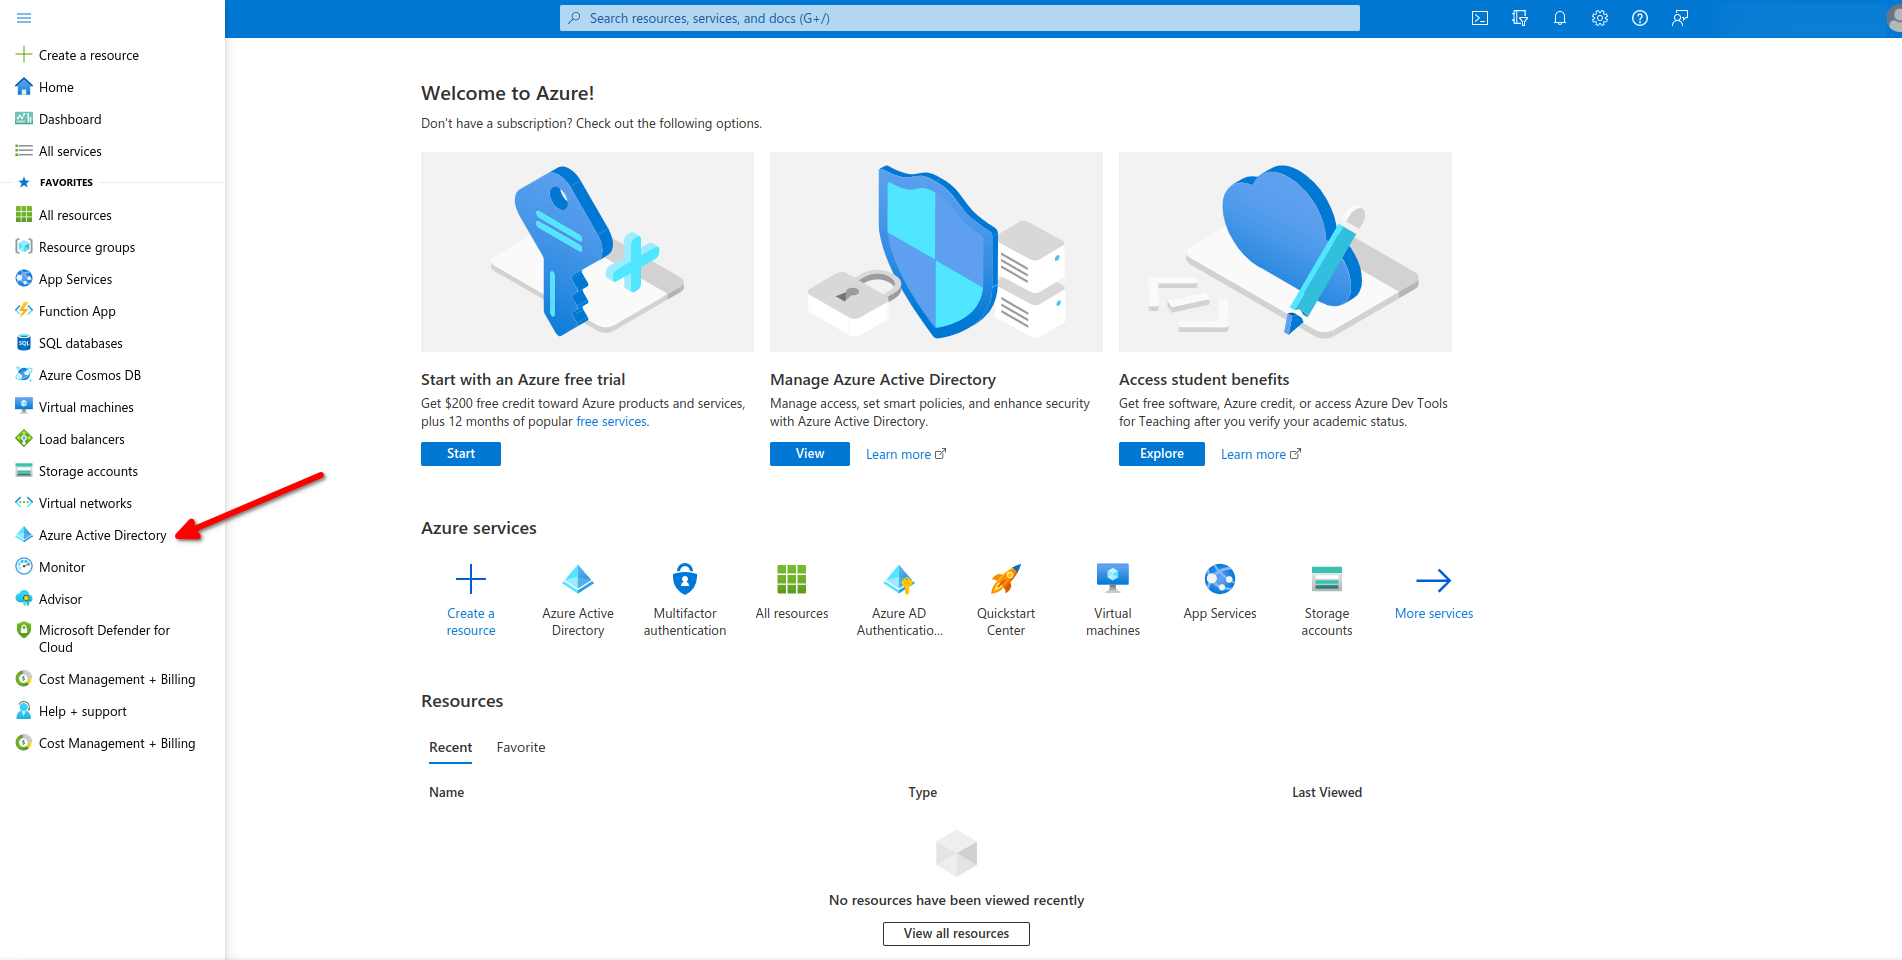 Search resources, services, and docs (G+/)
Create a resource
Home
Dashboard
All services
FAVORITES
All resources
Resource groups
App Services
Function App
SQL databases
Azure Cosmos DB
Virtual machines
Load balancers
Storage accounts
Virtual networks
Azure Active Directory
Monitor
Advisor
Microsoft Defender for
Cloud
Cost Management + Billing
Help + support
Cost Management + Billing
Welcome to Azure!
Don't have a subscription? Check out the following options.
Start with an Azure free trial
Get $200 free credit toward Azure products and services,
plus 12 months of popular free services.
Start
Manage Azure Active Directory
Manage access, set smart policies, and enhance security
with Azure Active Directory.
View
Learn more
Access student benefits
Get free software, Azure credit, or access Azure Dev Tools
for Teaching after you verify your academic status.
Explore
Learn more
Azure services
Create a
resource
Azure Active
Directory
Multifactor
authentication
All resources
Azure AD
Authenticatio...
Quickstart
Center
Virtual
machines
App Services
Storage
accounts
More services
Resources
Recent
Favorite
Name
Type
Last Viewed
No resources have been viewed recently
View all resources